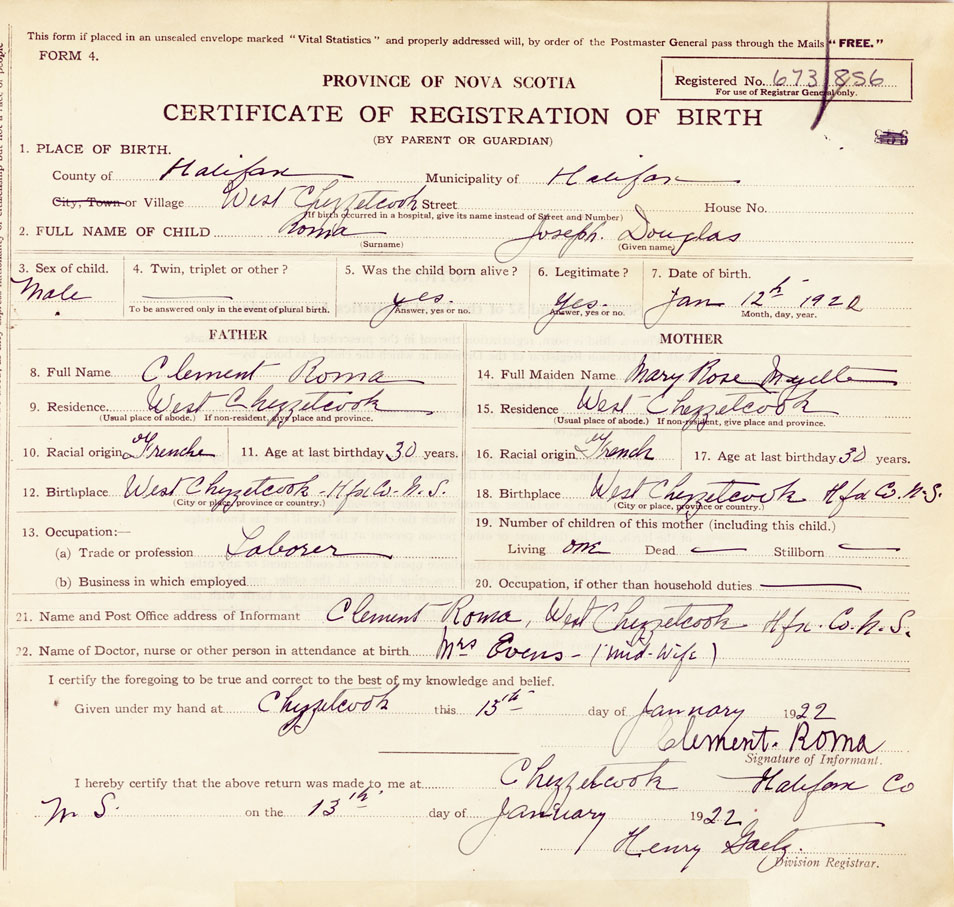 This form if placed in an unsealed envelope marked "Vital Statistics" and properly addressed will, by order of the Postmaster General pass through the Mails "FREE."
FORM 4.
Registered No. 673856
For use of Registrar General only.
PROVINCE OF NOVA SCOTIA
CERTIFICATE OF REGISTRATION OF BIRTH
(BY PARENT OR GUARDIAN)
1. PLACE OF BIRTH.
County of Halifax Municipality of Halifax
City, Town or Village West Chezzetcook Street House No.
(If birth occurred in a hospital, give its name instead of Street and Number)
2. FULL NAME OF CHILD Roma Joseph. Douglas
(Surname) (Given name)
3. Sex of child. 4. Twin, triplet or other? 5. Was the child born alive? 6. Legitimate? 7. Date of birth.
Male yes. Yes. Jan 12th 1922
To be answered only in the event of plural birth. Answer, yes or no. Answer, yes or no. Month, day, year.
FATHER
8. Full Name Clement Roma
9. Residence. West Chezzetcook
(Usual place of abode.) If non-resident, give place and province.
10. Racial origin French 11. Age at last birthday 30 years.
12. Birthplace West Chezzetcook - Hfx Co. N. S.
(City or place, province or country.)
13. Occupation:—
(a) Trade or profession Laborer
(b) Business in which employed
MOTHER
14. Full Maiden Name Mary Rose
15. Residence West Chezzetcook
(Usual place of abode.) If non-resident, give place and province.
16. Racial origin French 17. Age at last birthday 30 years.
18. Birthplace West Chezzetcook Hfx Co. N. S.
(City or place, province or country.)
19. Number of children of this mother (including this child.)
Living one Dead Stillborn
20. Occupation, if other than household duties
21. Name and Post Office address of Informant Clement Roma, West Chezzetcook Hfx. Co. N. S.
22. Name of Doctor, nurse or other person in attendance at birth Mrs Evens - (Mid-Wife)
I certify the foregoing to be true and correct to the best of my knowledge and belief.
Given under my hand at Chezzetcook this 13th day of January 1922
Clement. Roma
Signature of Informant.
I hereby certify that the above return was made to me at Chezzetcook Halifax Co
N S. on the 13th day of January 1922.
Henry Gaetz.
Division Registrar.